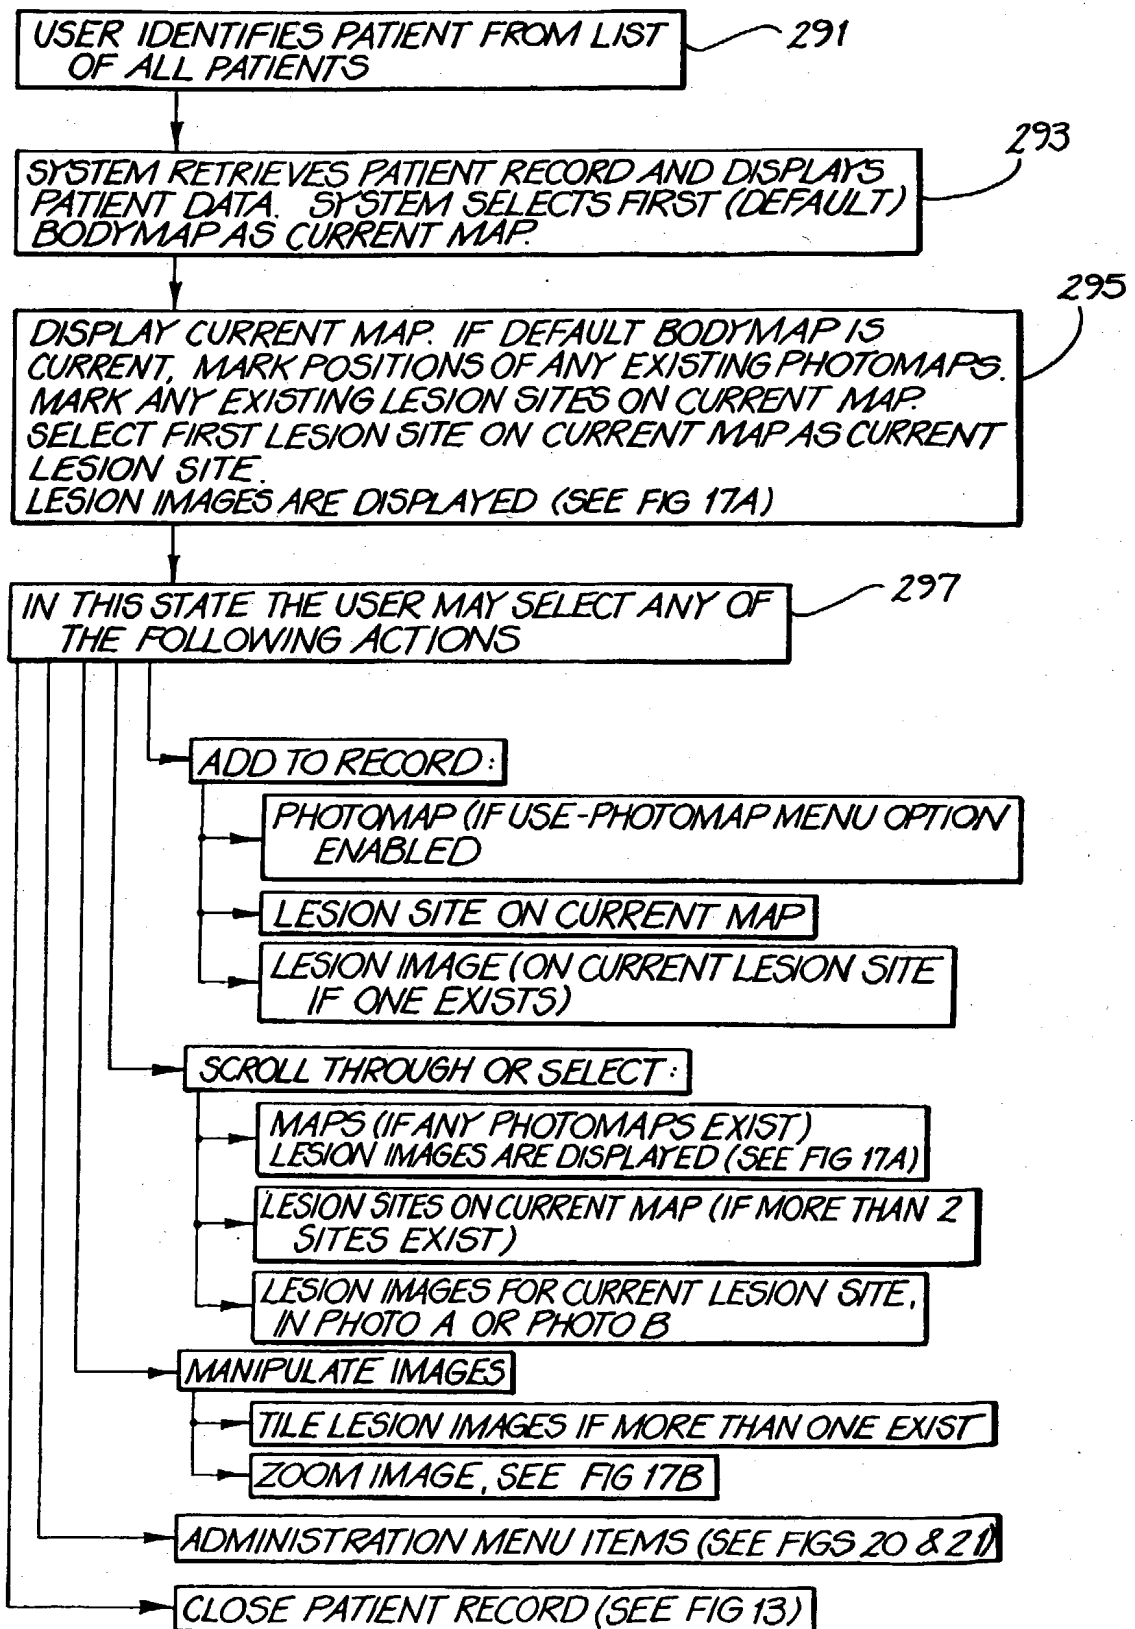 USER IDENTIFIES PATIENT FROM LIST
OF ALL PATIENTS
291
293
SYSTEM RETRIEVES PATIENT RECORD AND DISPLAYS
PATIENT DATA. SYSTEM SELECTS FIRST (DEFAULT)
BODYMAP AS CURRENT MAP.
295
DISPLAY CURRENT MAP. IF DEFAULT BODYMAP IS
CURRENT, MARK POSITIONS OF ANY EXISTING PHOTOMAPS.
MARK ANY EXISTING LESION SITES ON CURRENT MAP.
SELECT FIRST LESION SITE ON CURRENT MAP AS CURRENT
LESION SITE.
LESION IMAGES ARE DISPLAYED (SEE FIG 17A)
297
IN THIS STATE THE USER MAY SELECT ANY OF
THE FOLLOWING ACTIONS
ADD TO RECORD:
PHOTOMAP (IF USE-PHOTOMAP MENU OPTION
ENABLED
LESION SITE ON CURRENT MAP
LESION IMAGE (ON CURRENT LESION SITE
IF ONE EXISTS)
SCROLL THROUGH OR SELECT:
MAPS (IF ANY PHOTOMAPS EXIST)
LESION IMAGES ARE DISPLAYED (SEE FIG 17A)
LESION SITES ON CURRENT MAP (IF MORE THAN 2
SITES EXIST)
LESION IMAGES FOR CURRENT LESION SITE,
IN PHOTO A OR PHOTO B
MANIPULATE IMAGES
TILE LESION IMAGES IF MORE THAN ONE EXIST
ZOOM IMAGE, SEE FIG 17B
ADMINISTRATION MENU ITEMS (SEE FIGS 20 & 21)
CLOSE PATIENT RECORD (SEE FIG 13)